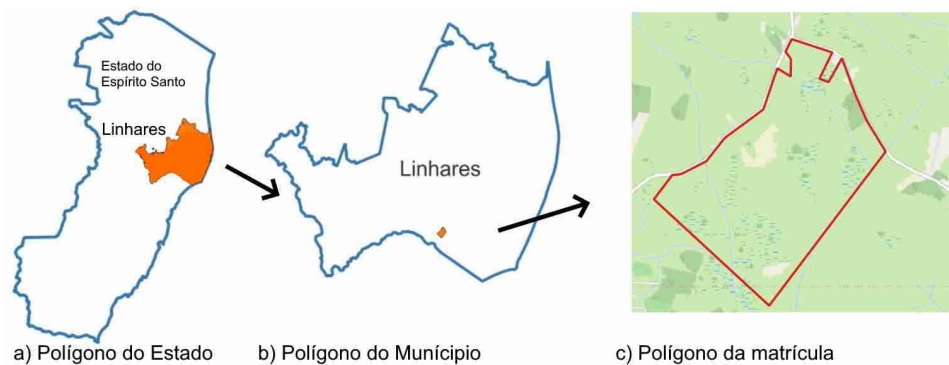 Estado do
Espírito Santo
Linhares
Linhares
a) Polígono do Estado
b) Polígono do Munícipio
c) Polígono da matrícula